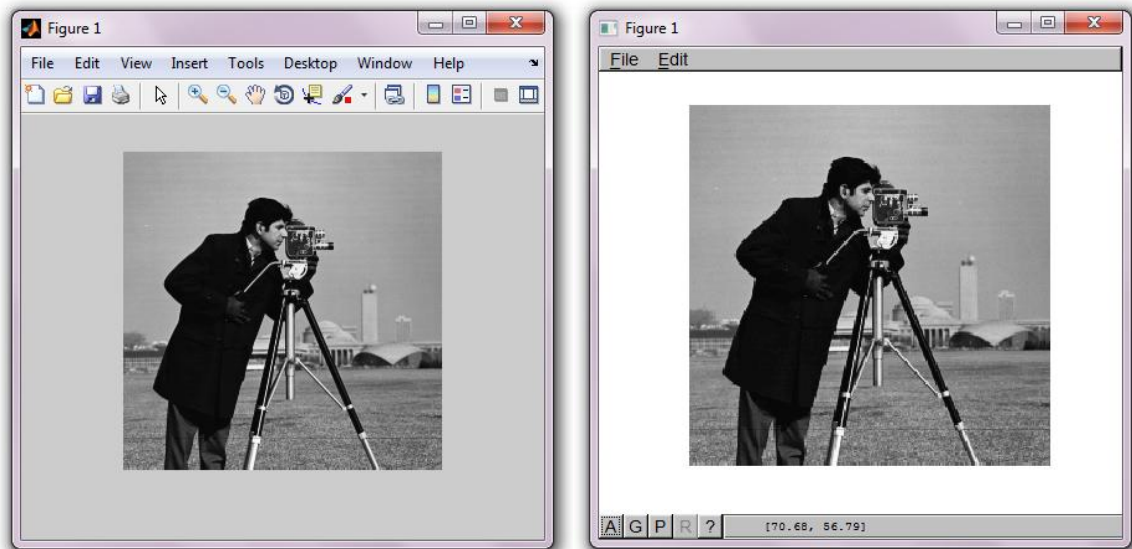 Figure 1
File Edit View Insert Tools Desktop Window Help
Figure 1
File Edit
A G P R ? [70.68, 56.79]